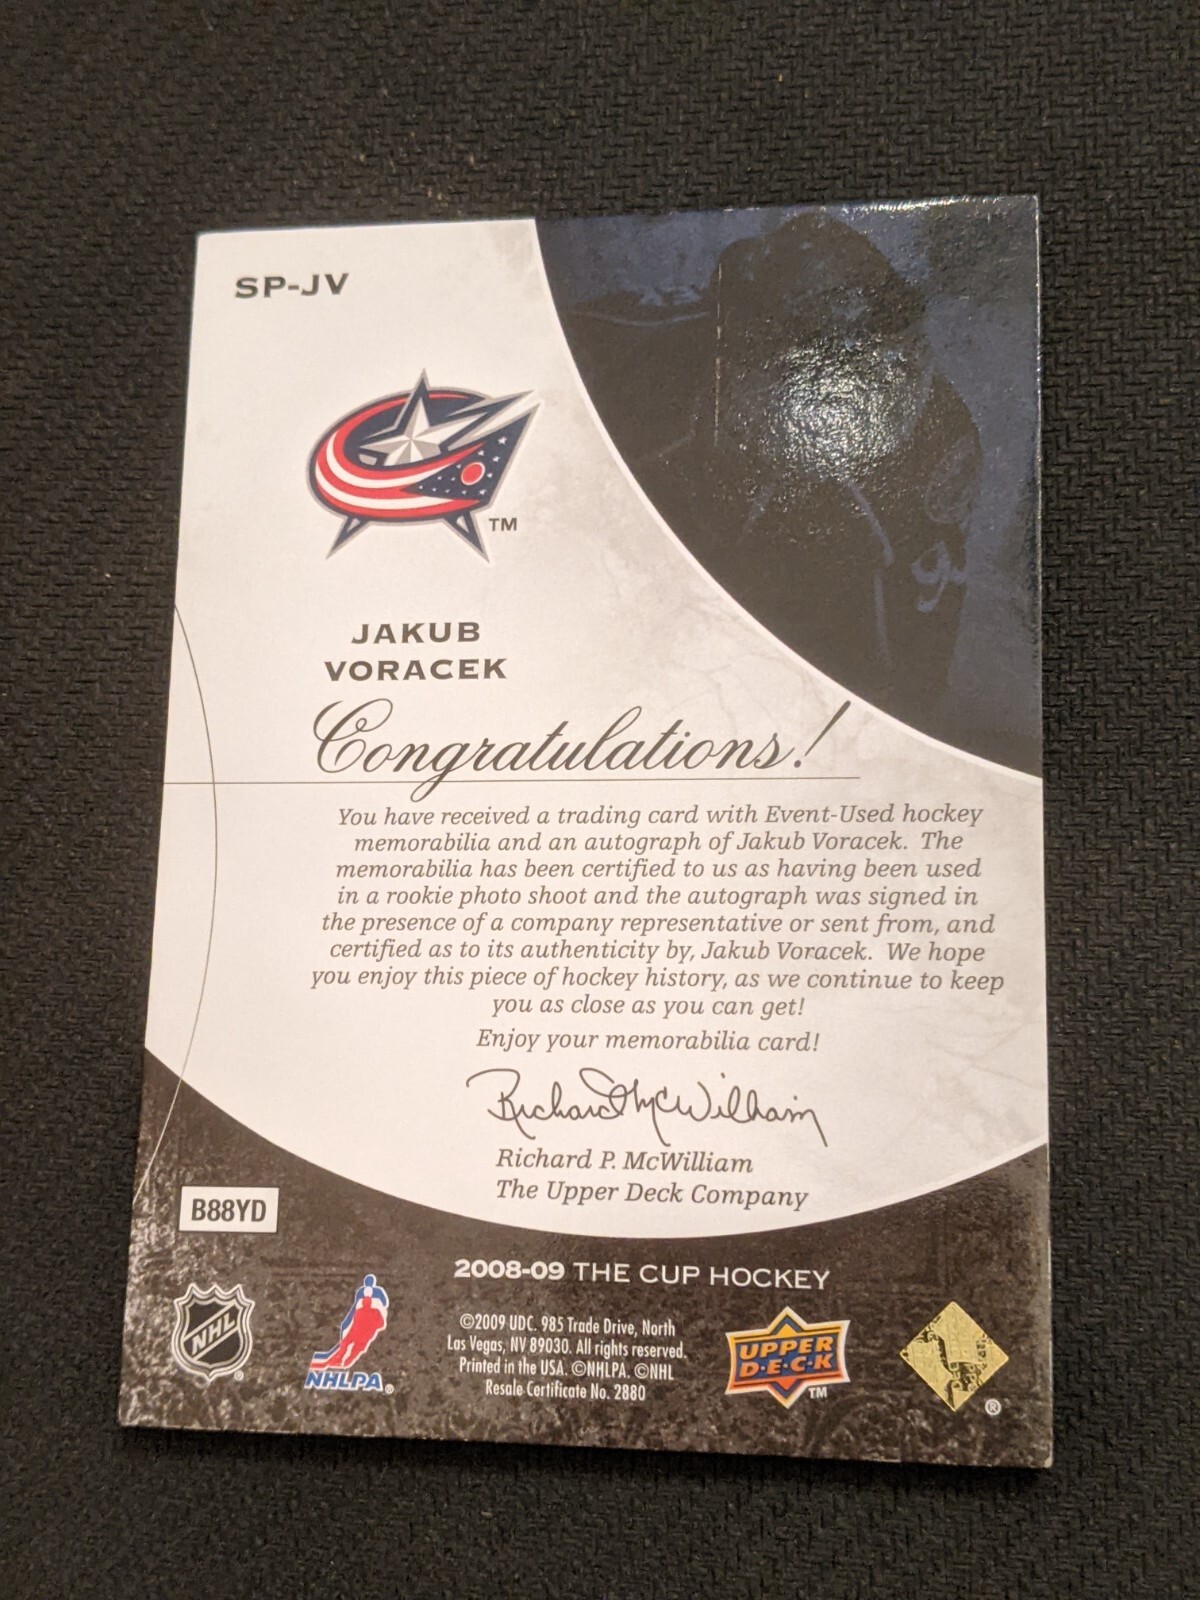 SP-JV
TM
JAKUB
VORACEK
Congratulations!
You have received a trading card with Event-Used hockey
memorabilia and an autograph of Jakub Voracek. The
memorabilia has been certified to us as having been used
in a rookie photo shoot and the autograph was signed in
the presence of a company representative or sent from, and
certified as to its authenticity by, Jakub Voracek. We hope
you enjoy this piece of hockey history, as we continue to keep
you as close as you can get!
Enjoy your memorabilia card!
Richard McWilliam
Richard P. McWilliam
The Upper Deck Company
B88YD
2008-09 THE CUP HOCKEY
NHL ®
NHLPA ®
©2009 UDC. 985 Trade Drive, North
Las Vegas, NV 89030. All rights reserved.
Printed in the USA. ©NHLPA. ©NHL
Resale Certificate No. 2880
UPPER
D·E·C·K
TM
®